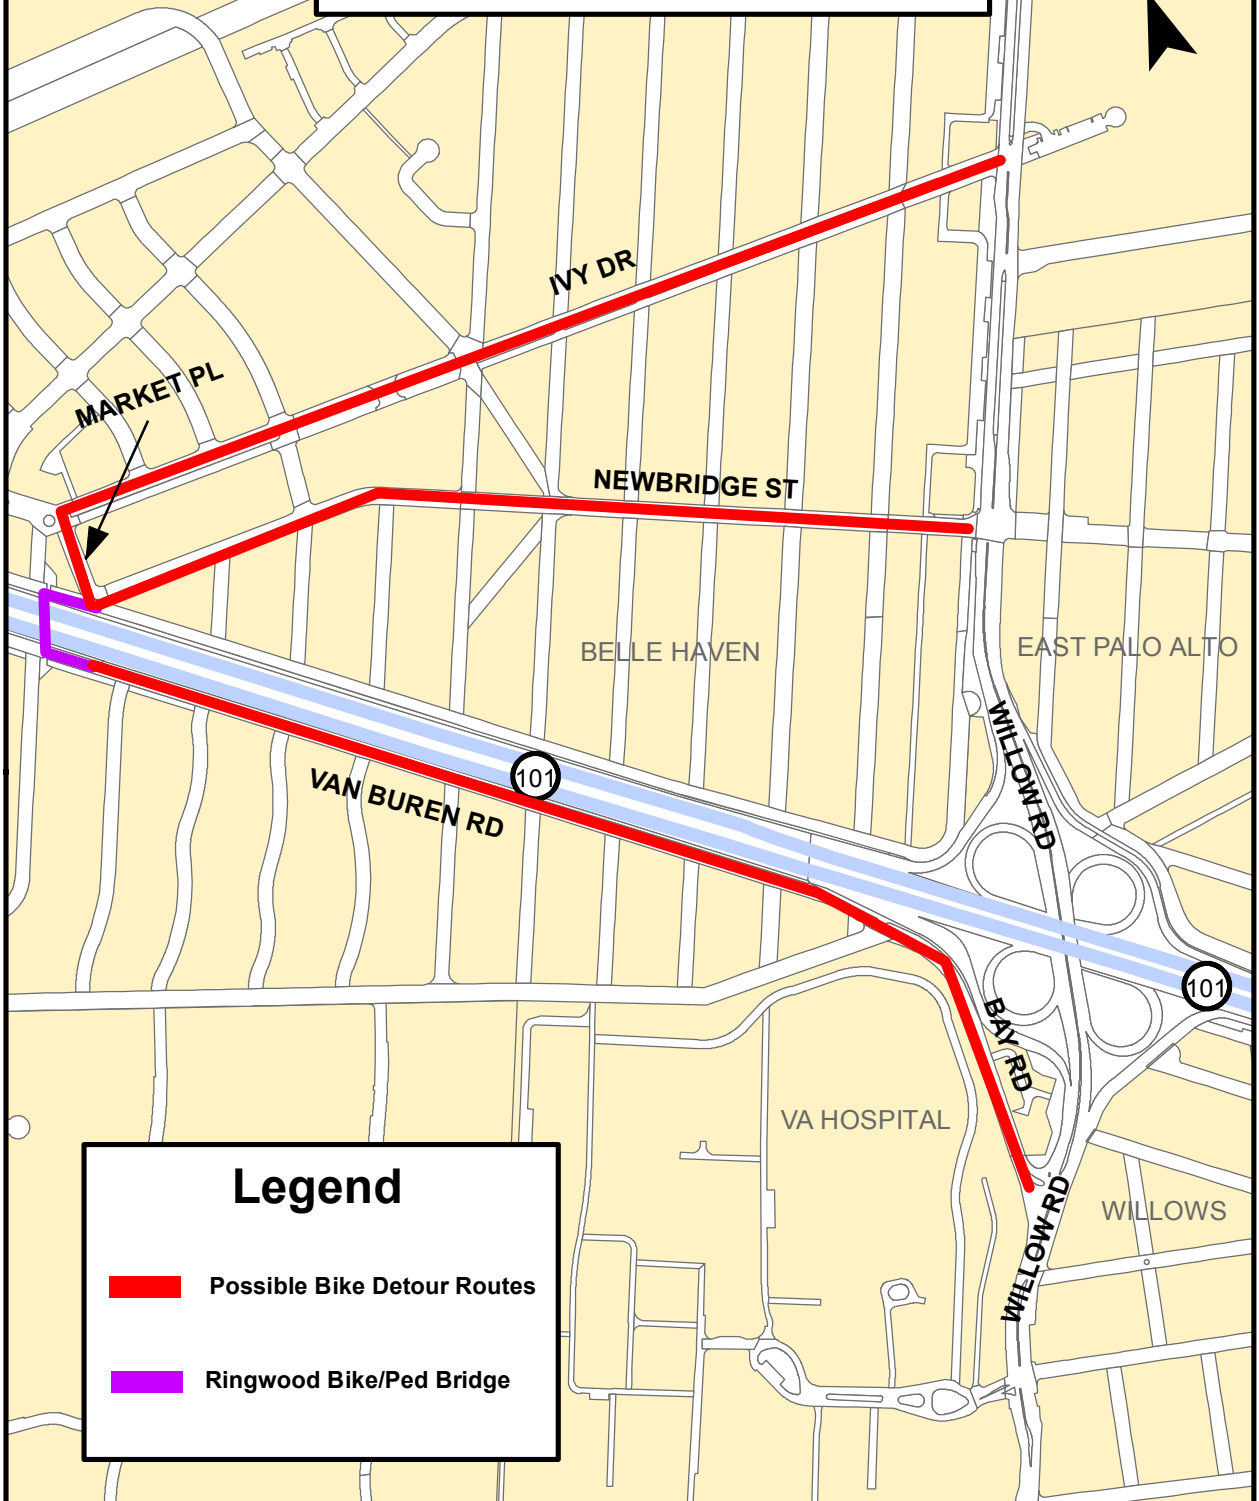 IVY DR
MARKET PL
NEWBRIDGE ST
BELLE HAVEN
EAST PALO ALTO
WILLOW RD
101
VAN BUREN RD
101
BAY RD
VA HOSPITAL
WILLOWS
WILLOW RD
Legend
Possible Bike Detour Routes
Ringwood Bike/Ped Bridge